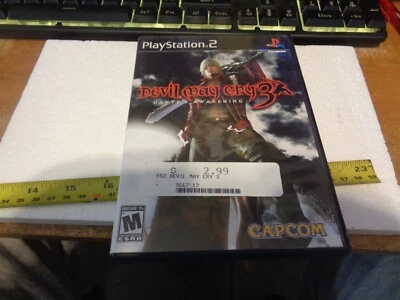 PlayStation 2
Devil May Cry 3
DANTE'S AWAKENING
2.99
PS2 DEVIL MAY CRY 3
M
ESRB
CAPCOM
14 15 16
23